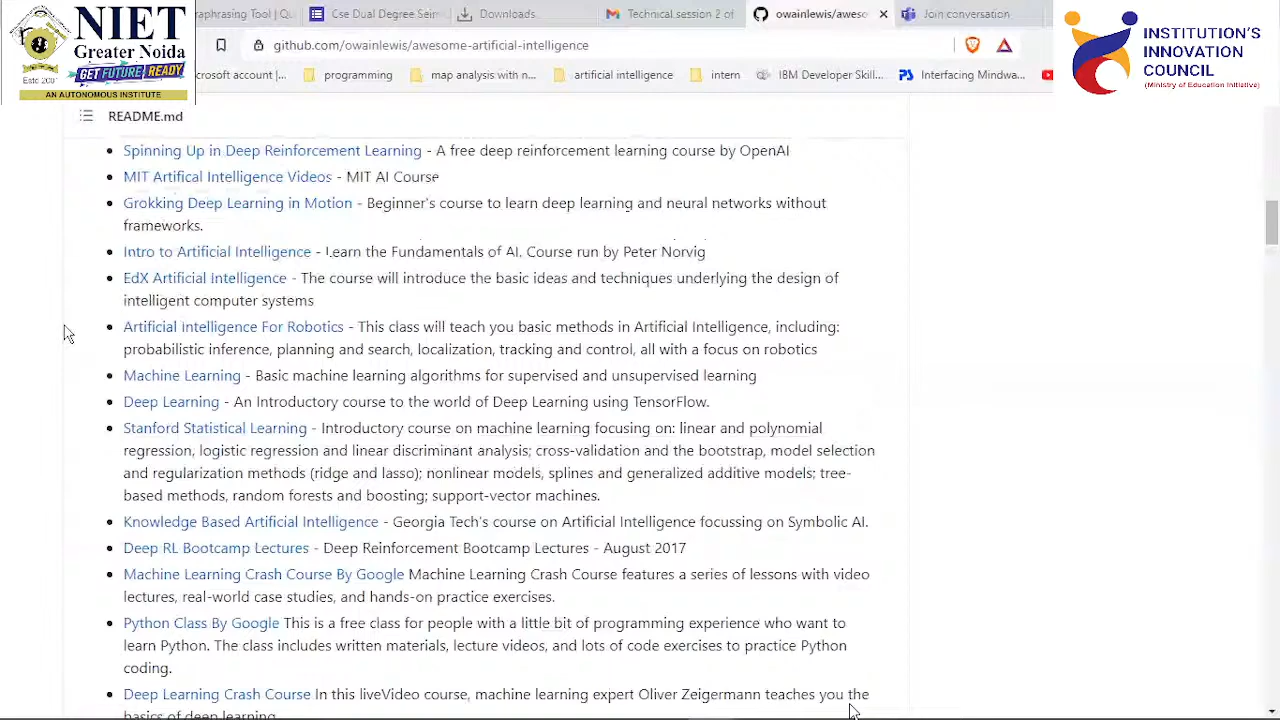 NIET
Greater Noida
GET FUTURE READY
AN AUTONOMOUS INSTITUTE
Cse Dual Degree Sem
Downloads
Technical session 2 o
owainlewis/aweso
Join conversation
github.com/owainlewis/awesome-artificial-intelligence
crosoft account
programming
map analysis with r
artificial intelligence
intern
IBM Developer Skill...
Interfacing Mindwa...
INSTITUTION'S
INNOVATION
COUNCIL
(Ministry of Education Initiative)
README.md
• Spinning Up in Deep Reinforcement Learning - A free deep reinforcement learning course by OpenAI
• MIT Artifical Intelligence Videos - MIT AI Course
• Grokking Deep Learning in Motion - Beginner's course to learn deep learning and neural networks without
frameworks.
• Intro to Artificial Intelligence - Learn the Fundamentals of AI. Course run by Peter Norvig
• EdX Artificial Intelligence - The course will introduce the basic ideas and techniques underlying the design of
intelligent computer systems
• Artificial Intelligence For Robotics - This class will teach you basic methods in Artificial Intelligence, including:
probabilistic inference, planning and search, localization, tracking and control, all with a focus on robotics
• Machine Learning - Basic machine learning algorithms for supervised and unsupervised learning
• Deep Learning - An Introductory course to the world of Deep Learning using TensorFlow.
• Stanford Statistical Learning - Introductory course on machine learning focusing on: linear and polynomial
regression, logistic regression and linear discriminant analysis; cross-validation and the bootstrap, model selection
and regularization methods (ridge and lasso); nonlinear models, splines and generalized additive models; tree-
based methods, random forests and boosting; support-vector machines.
• Knowledge Based Artificial Intelligence - Georgia Tech's course on Artificial Intelligence focussing on Symbolic AI.
• Deep RL Bootcamp Lectures - Deep Reinforcement Bootcamp Lectures - August 2017
• Machine Learning Crash Course By Google Machine Learning Crash Course features a series of lessons with video
lectures, real-world case studies, and hands-on practice exercises.
• Python Class By Google This is a free class for people with a little bit of programming experience who want to
learn Python. The class includes written materials, lecture videos, and lots of code exercises to practice Python
coding.
• Deep Learning Crash Course In this liveVideo course, machine learning expert Oliver Zeigermann teaches you the
basics of deep learning.